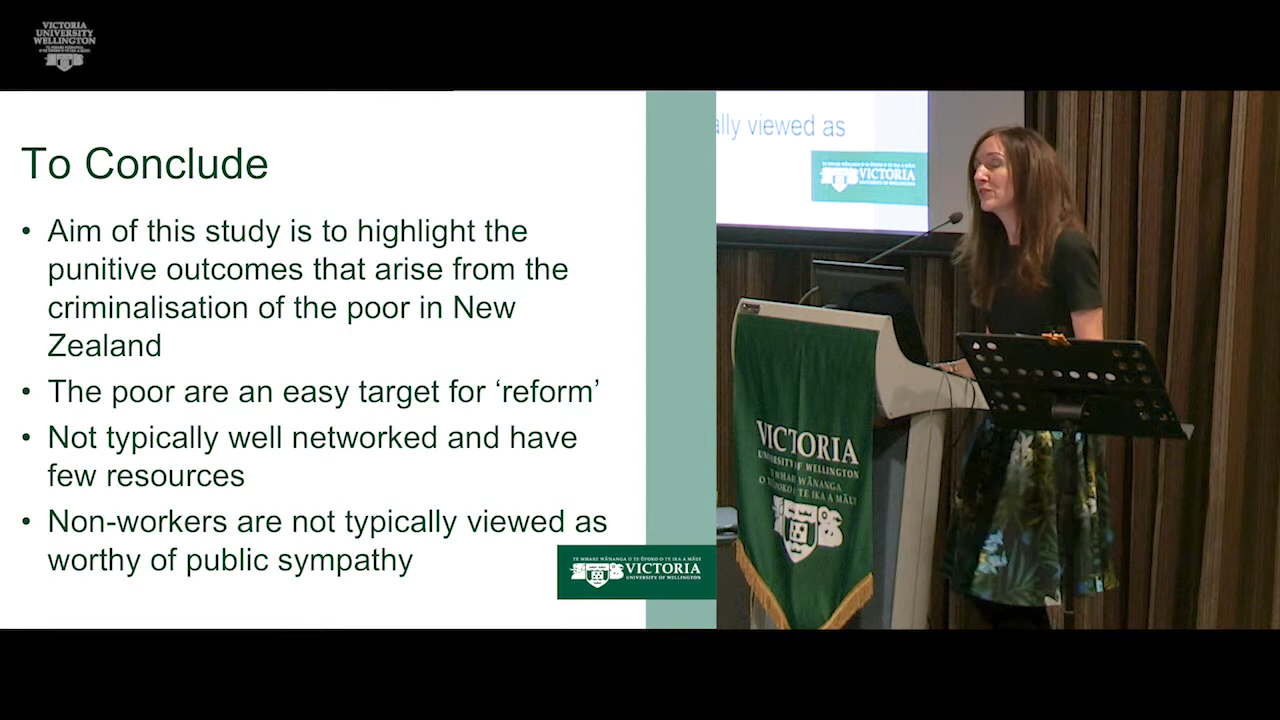 VICTORIA
UNIVERSITY
WELLINGTON
To Conclude
• Aim of this study is to highlight the
punitive outcomes that arise from the
criminalisation of the poor in New
Zealand
• The poor are an easy target for ‘reform’
• Not typically well networked and have
few resources
• Non-workers are not typically viewed as
worthy of public sympathy
TE WHARE WĀNANGA O TE ŪPOKO O TE IKA A MĀUI
VICTORIA
UNIVERSITY OF WELLINGTON
viewed as
VICTORIA
UNIVERSITY OF WELLINGTON
VICTORIA
UNIVERSITY OF WELLINGTON
TE WHARE WĀNANGA
O TE ŪPOKO O TE IKA A MĀUI